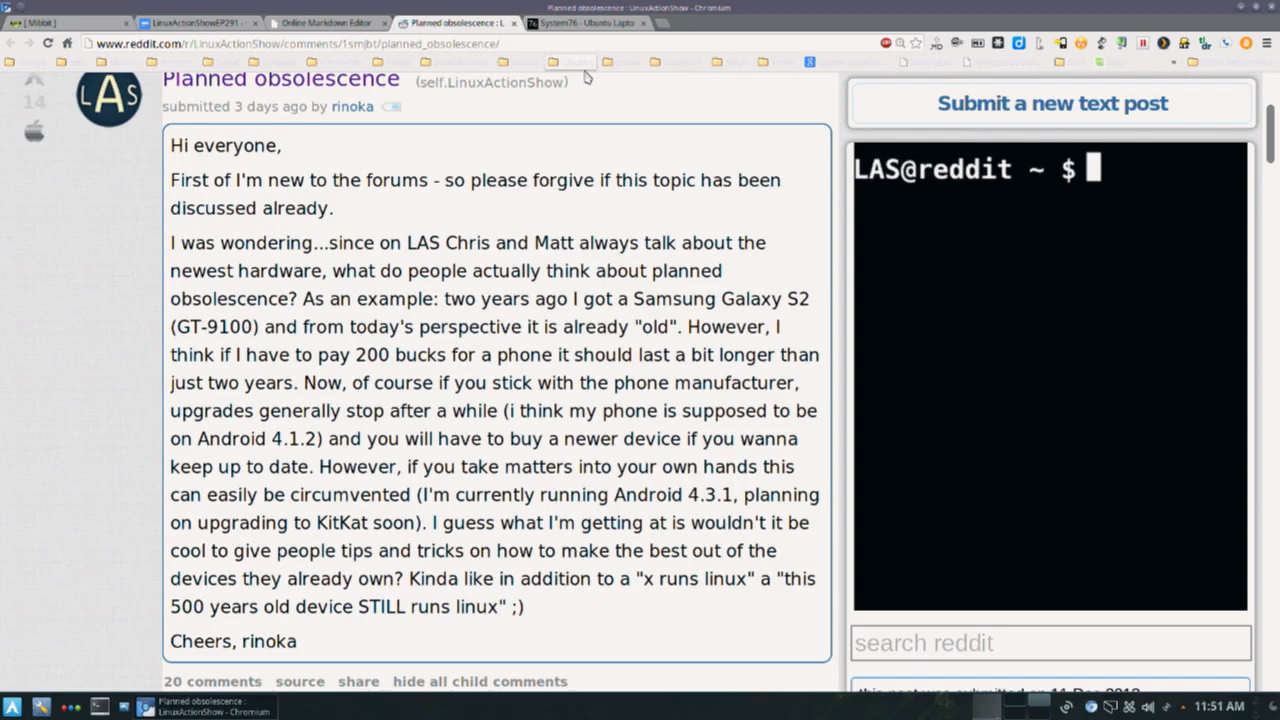 Planned obsolescence : LinuxActionShow - Chromium
[ Mibbit ]
LinuxActionShowEP291 -
Online Markdown Editor
Planned obsolescence : L
System76 - Ubuntu Lapto
www.reddit.com/r/LinuxActionShow/comments/1smjbt/planned_obsolescence/
14
LAS
Planned obsolescence (self.LinuxActionShow)
submitted 3 days ago by rinoka
Hi everyone,
First of I'm new to the forums - so please forgive if this topic has been
discussed already.
I was wondering...since on LAS Chris and Matt always talk about the
newest hardware, what do people actually think about planned
obsolescence? As an example: two years ago I got a Samsung Galaxy S2
(GT-9100) and from today's perspective it is already "old". However, I
think if I have to pay 200 bucks for a phone it should last a bit longer than
just two years. Now, of course if you stick with the phone manufacturer,
upgrades generally stop after a while (i think my phone is supposed to be
on Android 4.1.2) and you will have to buy a newer device if you wanna
keep up to date. However, if you take matters into your own hands this
can easily be circumvented (I'm currently running Android 4.3.1, planning
on upgrading to KitKat soon). I guess what I'm getting at is wouldn't it be
cool to give people tips and tricks on how to make the best out of the
devices they already own? Kinda like in addition to a "x runs linux" a "this
500 years old device STILL runs linux" ;)
Cheers, rinoka
20 comments source share hide all child comments
Submit a new text post
LAS@reddit ~ $
search reddit
this post was submitted on 11 Dec 2013
Planned obsolescence :
LinuxActionShow - Chromium
11:51 AM